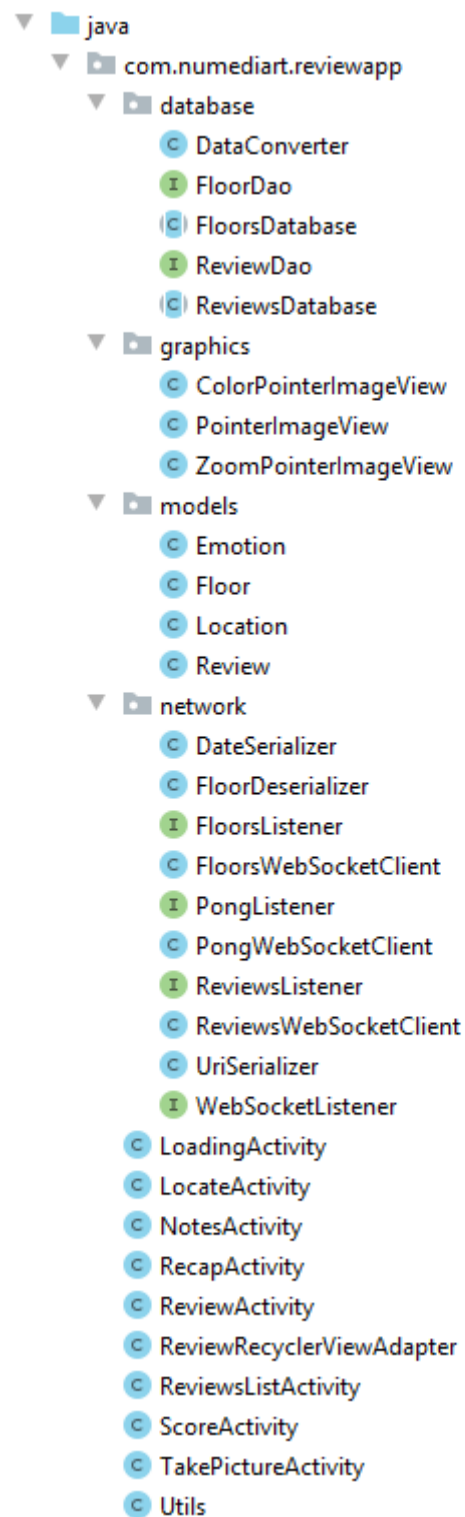 java
com.numediart.reviewapp
database
C DataConverter
I FloorDao
C FloorsDatabase
I ReviewDao
C ReviewsDatabase
graphics
C ColorPointerImageView
C PointerImageView
C ZoomPointerImageView
models
C Emotion
C Floor
C Location
C Review
network
C DateSerializer
C FloorDeserializer
I FloorsListener
C FloorsWebSocketClient
I PongListener
C PongWebSocketClient
I ReviewsListener
C ReviewsWebSocketClient
C UriSerializer
I WebSocketListener
C LoadingActivity
C LocateActivity
C NotesActivity
C RecapActivity
C ReviewActivity
C ReviewRecyclerViewAdapter
C ReviewsListActivity
C ScoreActivity
C TakePictureActivity
C Utils